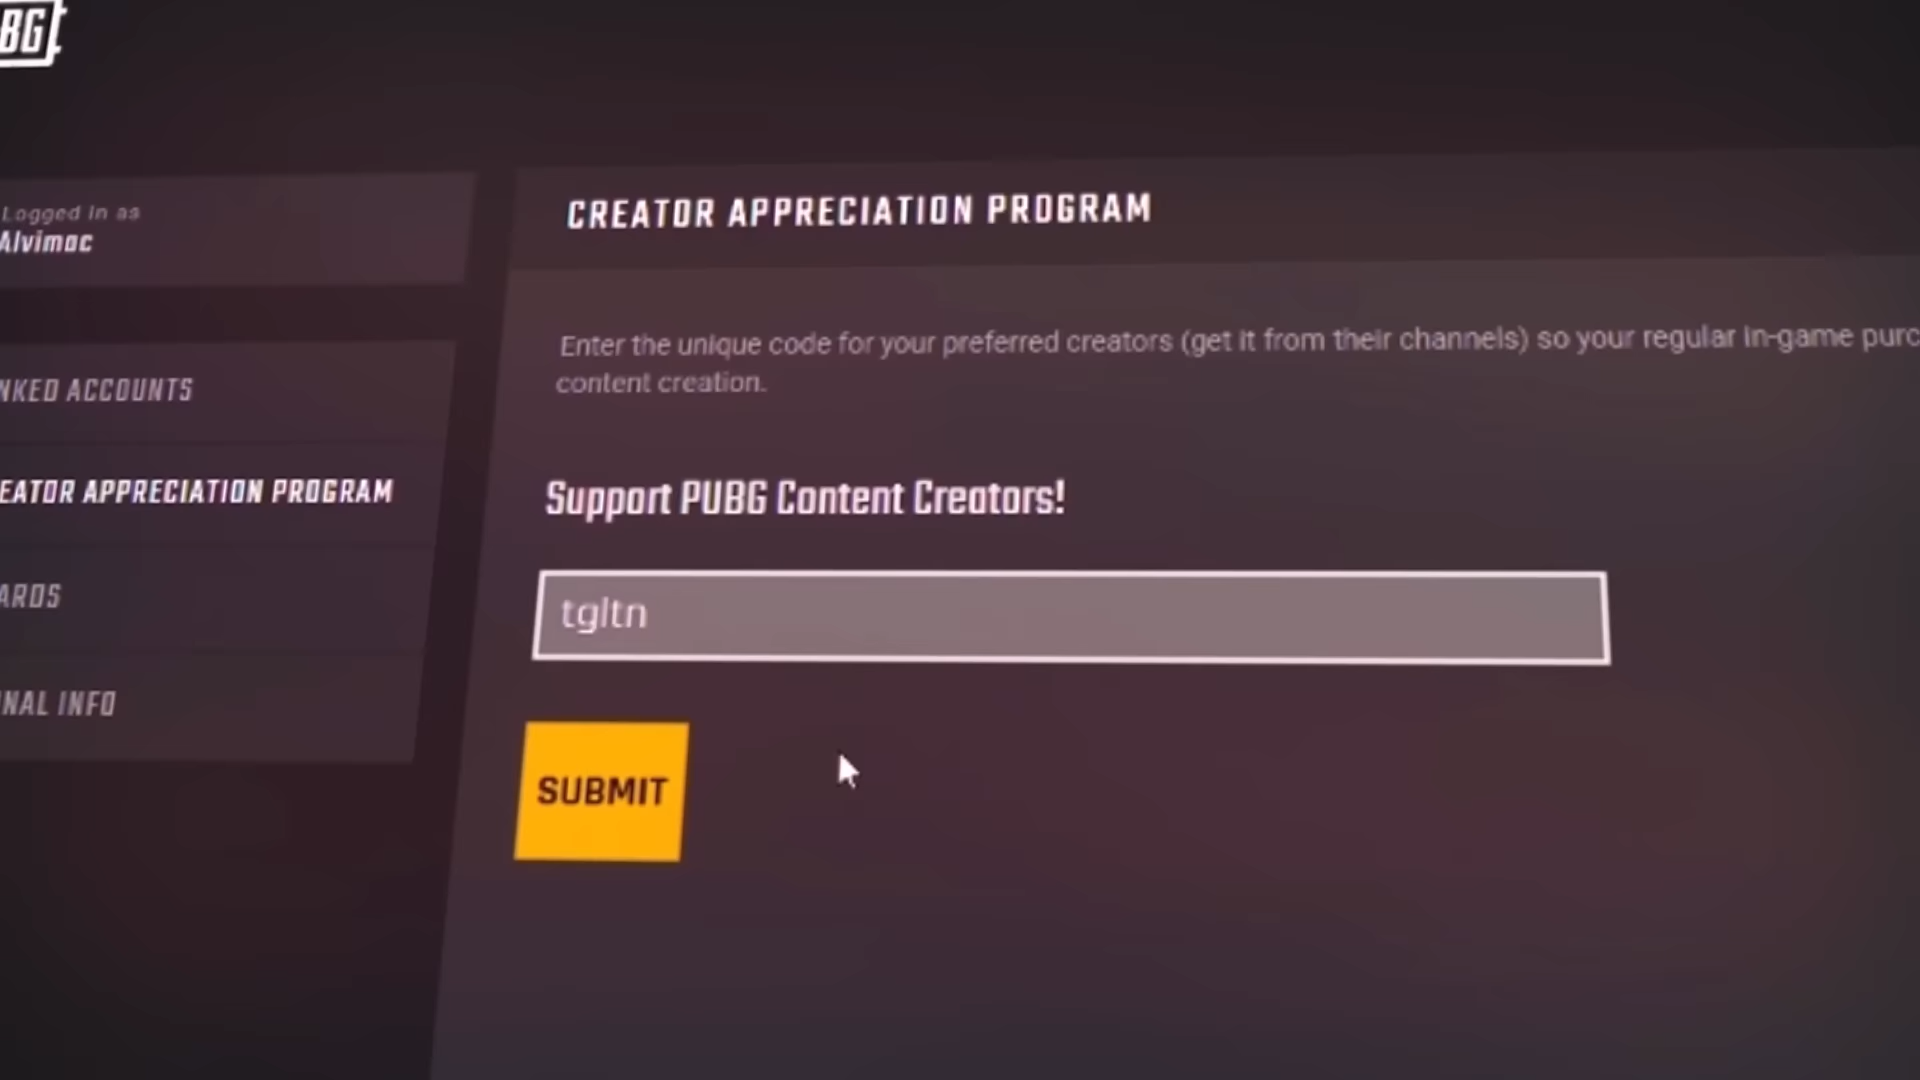 BG
Logged in as
Alvimac
NKED ACCOUNTS
EATOR APPRECIATION PROGRAM
ARDS
NAL INFO
CREATOR APPRECIATION PROGRAM
Enter the unique code for your preferred creators (get it from their channels) so your regular in-game purc
content creation.
Support PUBG Content Creators!
tgltn
SUBMIT